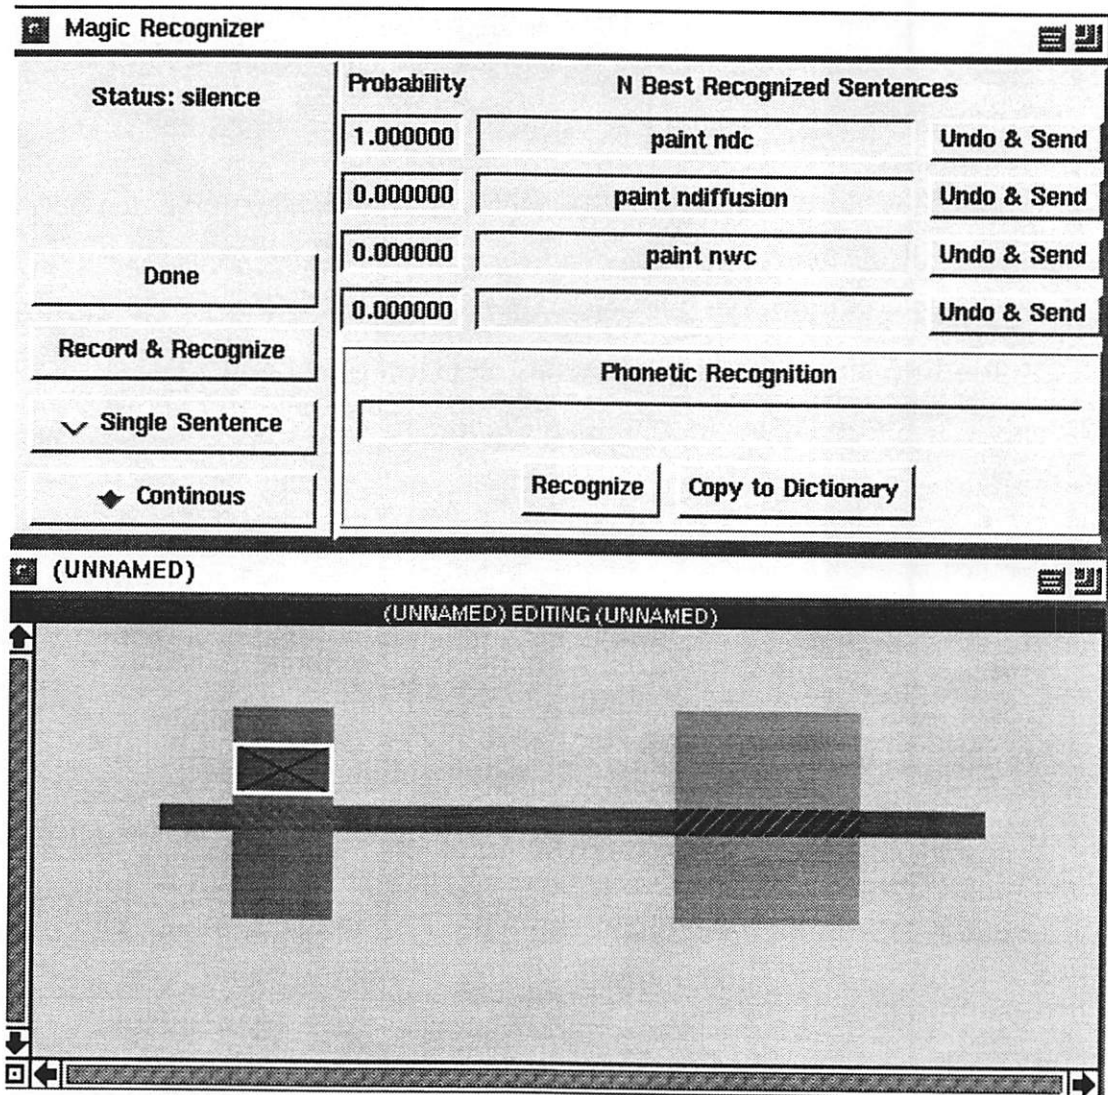 Magic Recognizer
Status: silence
Done
Record & Recognize
Single Sentence
Continous
Probability N Best Recognized Sentences
1.000000 paint ndc Undo & Send
0.000000 paint ndiffusion Undo & Send
0.000000 paint nwc Undo & Send
0.000000 Undo & Send
Phonetic Recognition
Recognize Copy to Dictionary
(UNNAMED)
(UNNAMED) EDITING (UNNAMED)